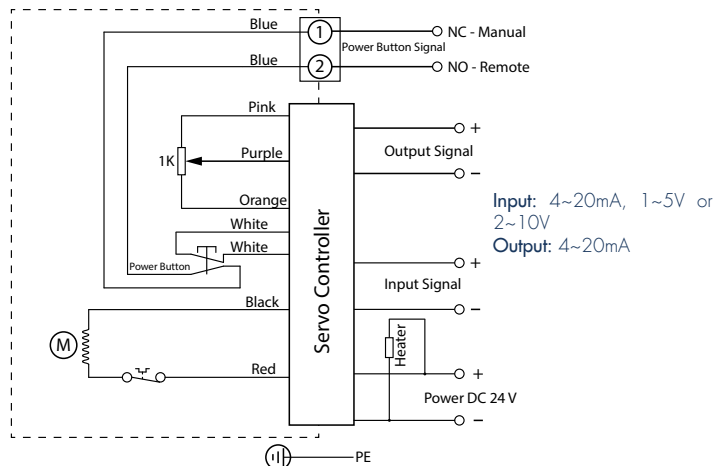 Blue
1
NC - Manual
Power Button Signal
Blue
2
NO - Remote
Pink
1K
Purple
Orange
White
White
Power Button
Black
M
Red
Servo Controller
+
Output Signal
−
Input: 4~20mA, 1~5V or
2~10V
Output: 4~20mA
+
Input Signal
−
Heater
+
Power DC 24 V
−
PE